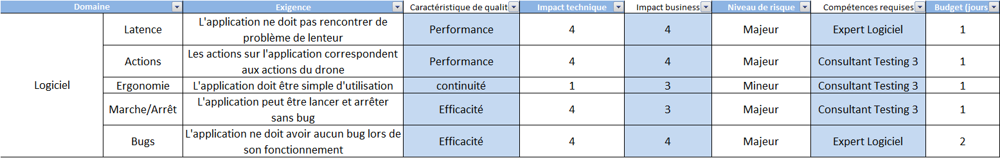 Domaine Exigence Caractéristique de qualit Impact technique Impact business Niveau de risque Compétences requises Budget (jours
Logiciel
Latence
L'application ne doit pas rencontrer de
problème de lenteur
Performance 4 4 Majeur Expert Logiciel 1
Actions
Les actions sur l'application correspondent
aux actions du drone
Performance 4 4 Majeur Consultant Testing 3 1
Ergonomie L'application doit être simple d'utilisation continuité 1 3 Mineur Consultant Testing 3 1
Marche/Arrêt
L'application peut être lancer et arrêter
sans bug
Efficacité 4 3 Majeur Consultant Testing 3 1
Bugs
L'application ne doit avoir aucun bug lors de
son fonctionnement
Efficacité 4 4 Majeur Expert Logiciel 2